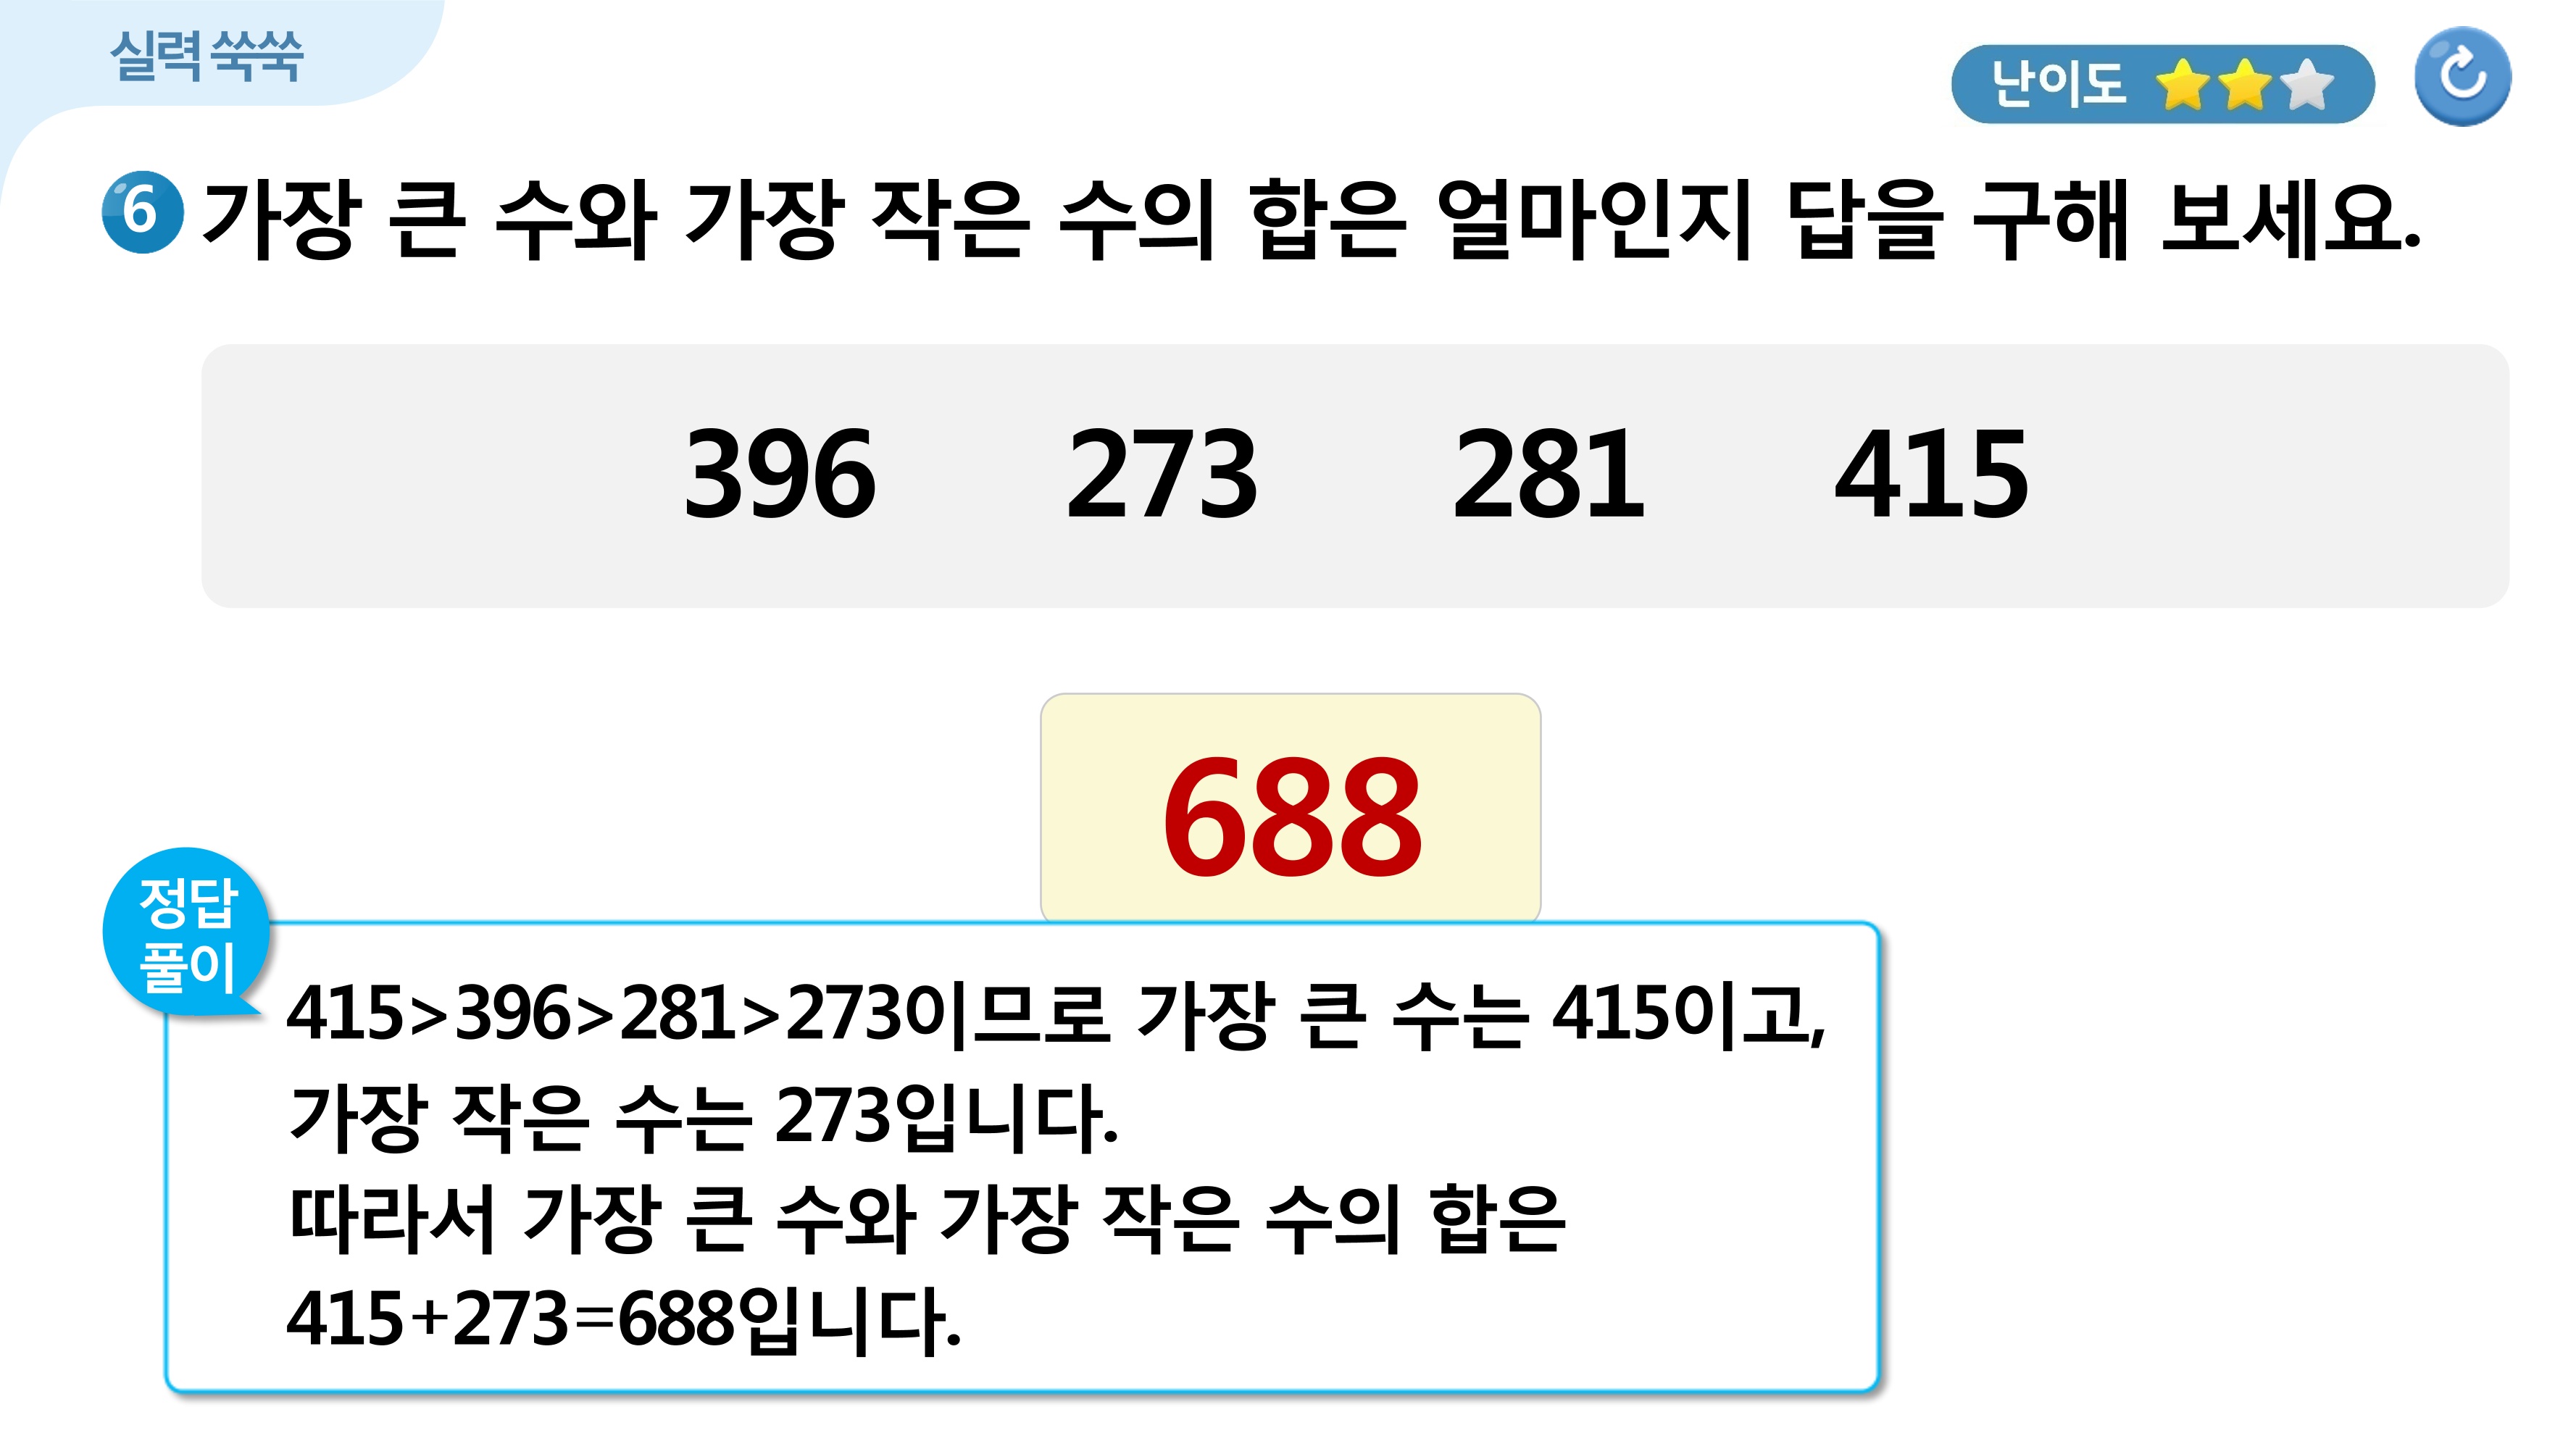 실력 쑥쑥
난이도
6 가장 큰 수와 가장 작은 수의 합은 얼마인지 답을 구해 보세요.
396 273 281 415
688
정답
풀이
415>396>281>273이므로 가장 큰 수는 415이고,
가장 작은 수는 273입니다.
따라서 가장 큰 수와 가장 작은 수의 합은
415+273=688입니다.